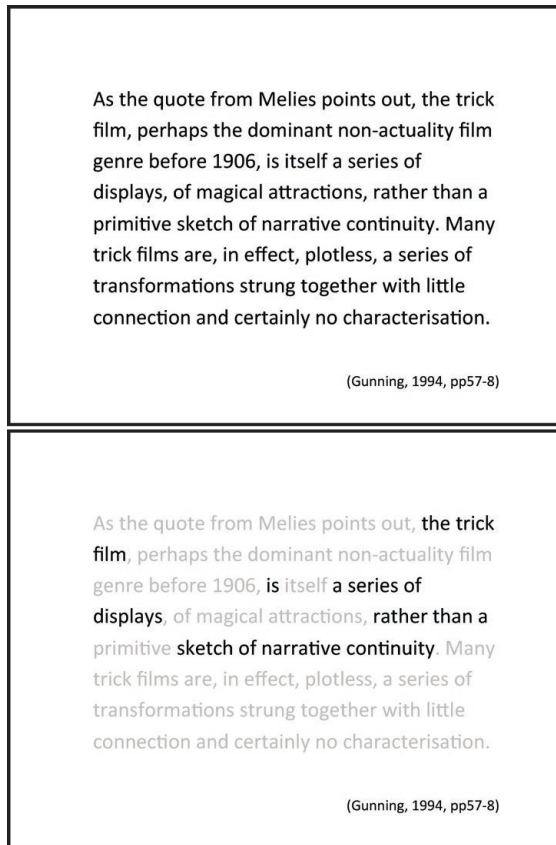 As the quote from Melies points out, the trick
film, perhaps the dominant non-actuality film
genre before 1906, is itself a series of
displays, of magical attractions, rather than a
primitive sketch of narrative continuity. Many
trick films are, in effect, plotless, a series of
transformations strung together with little
connection and certainly no characterisation.
(Gunning, 1994, pp57-8)
As the quote from Melies points out, the trick
film, perhaps the dominant non-actuality film
genre before 1906, is itself a series of
displays, of magical attractions, rather than a
primitive sketch of narrative continuity. Many
trick films are, in effect, plotless, a series of
transformations strung together with little
connection and certainly no characterisation.
(Gunning, 1994, pp57-8)